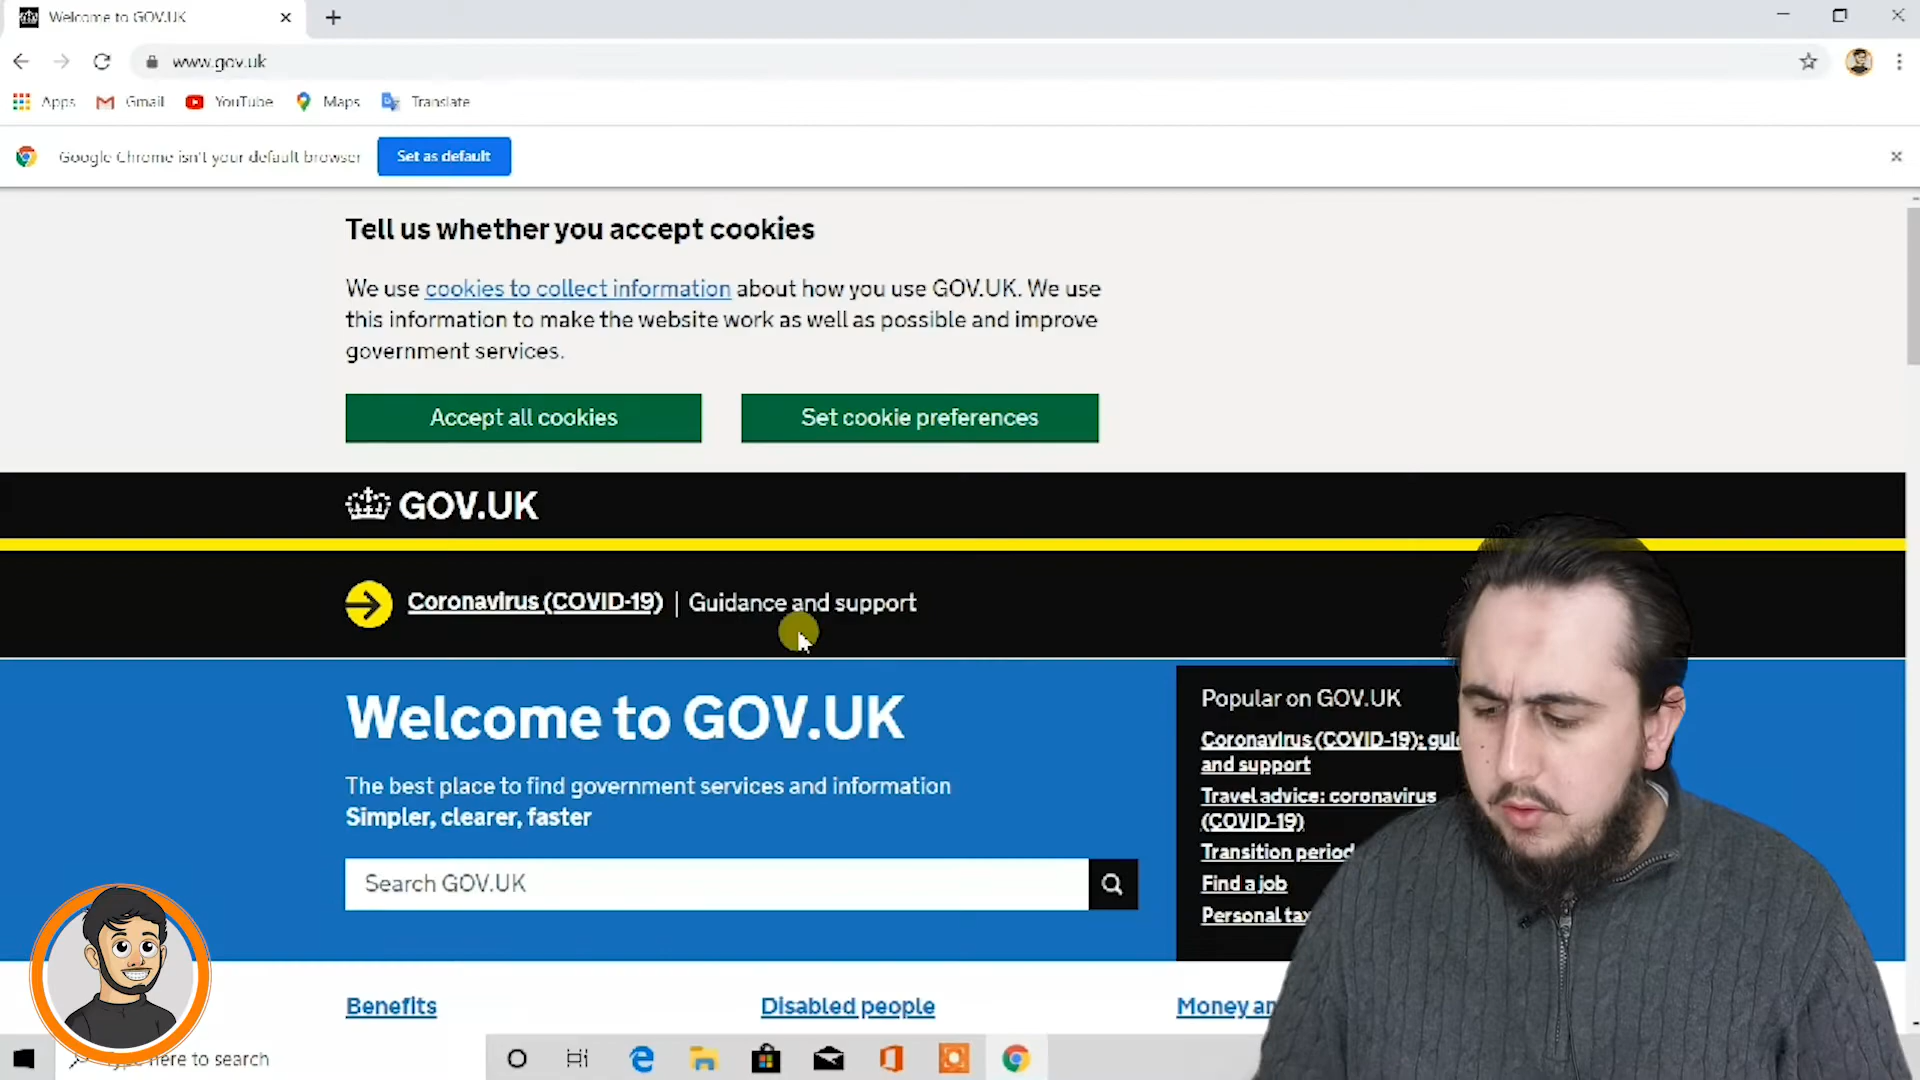 Welcome to GOV.UK
www.gov.uk
Apps Gmail YouTube Maps Translate
Google Chrome isn't your default browser Set as default
Tell us whether you accept cookies
We use cookies to collect information about how you use GOV.UK. We use
this information to make the website work as well as possible and improve
government services.
Accept all cookies Set cookie preferences
GOV.UK
Coronavirus (COVID-19) | Guidance and support
Welcome to GOV.UK
The best place to find government services and information
Simpler, clearer, faster
Search GOV.UK
Popular on GOV.UK
Coronavirus (COVID-19):
and support
Travel advice: coronavirus
(COVID-19)
Transition period
Find a job
Personal
Benefits Disabled people Money
here to search